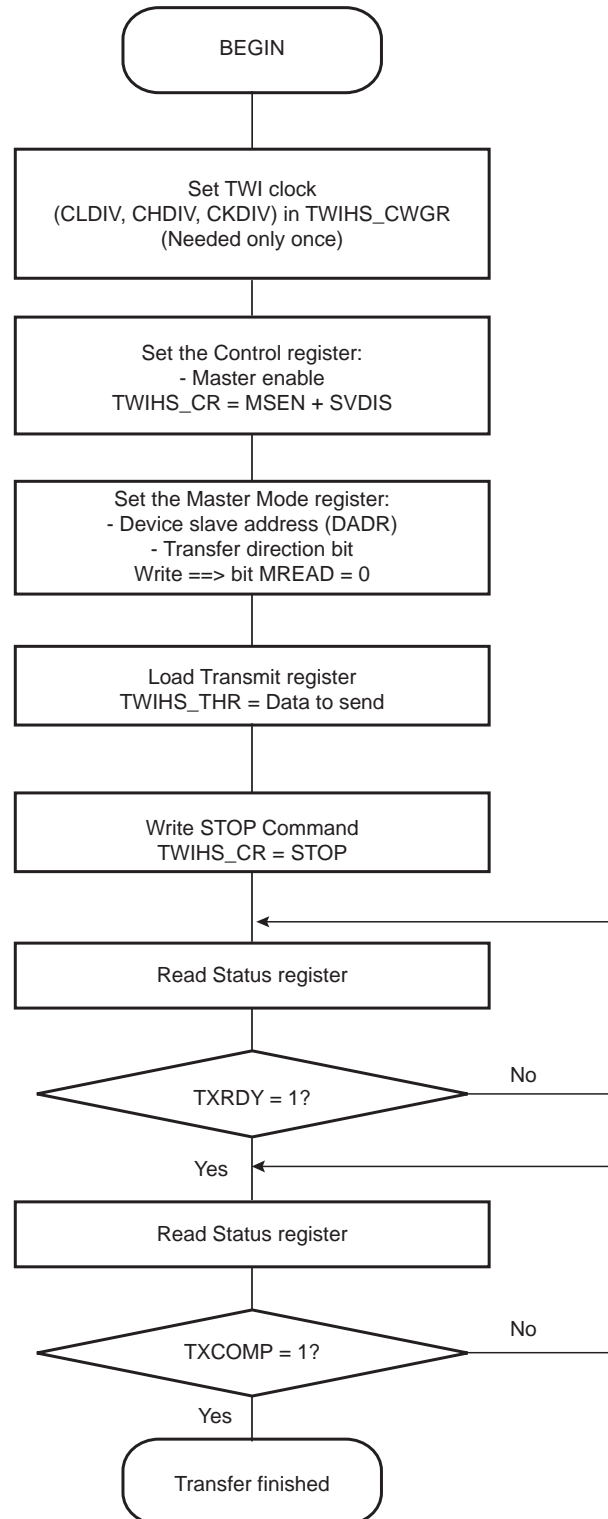 BEGIN
Set TWI clock
(CLDIV, CHDIV, CKDIV) in TWIHS_CWGR
(Needed only once)
Set the Control register:
- Master enable
TWIHS_CR = MSEN + SVDIS
Set the Master Mode register:
- Device slave address (DADR)
- Transfer direction bit
Write ==> bit MREAD = 0
Load Transmit register
TWIHS_THR = Data to send
Write STOP Command
TWIHS_CR = STOP
Read Status register
No
TXRDY = 1?
Yes
Read Status register
No
TXCOMP = 1?
Yes
Transfer finished